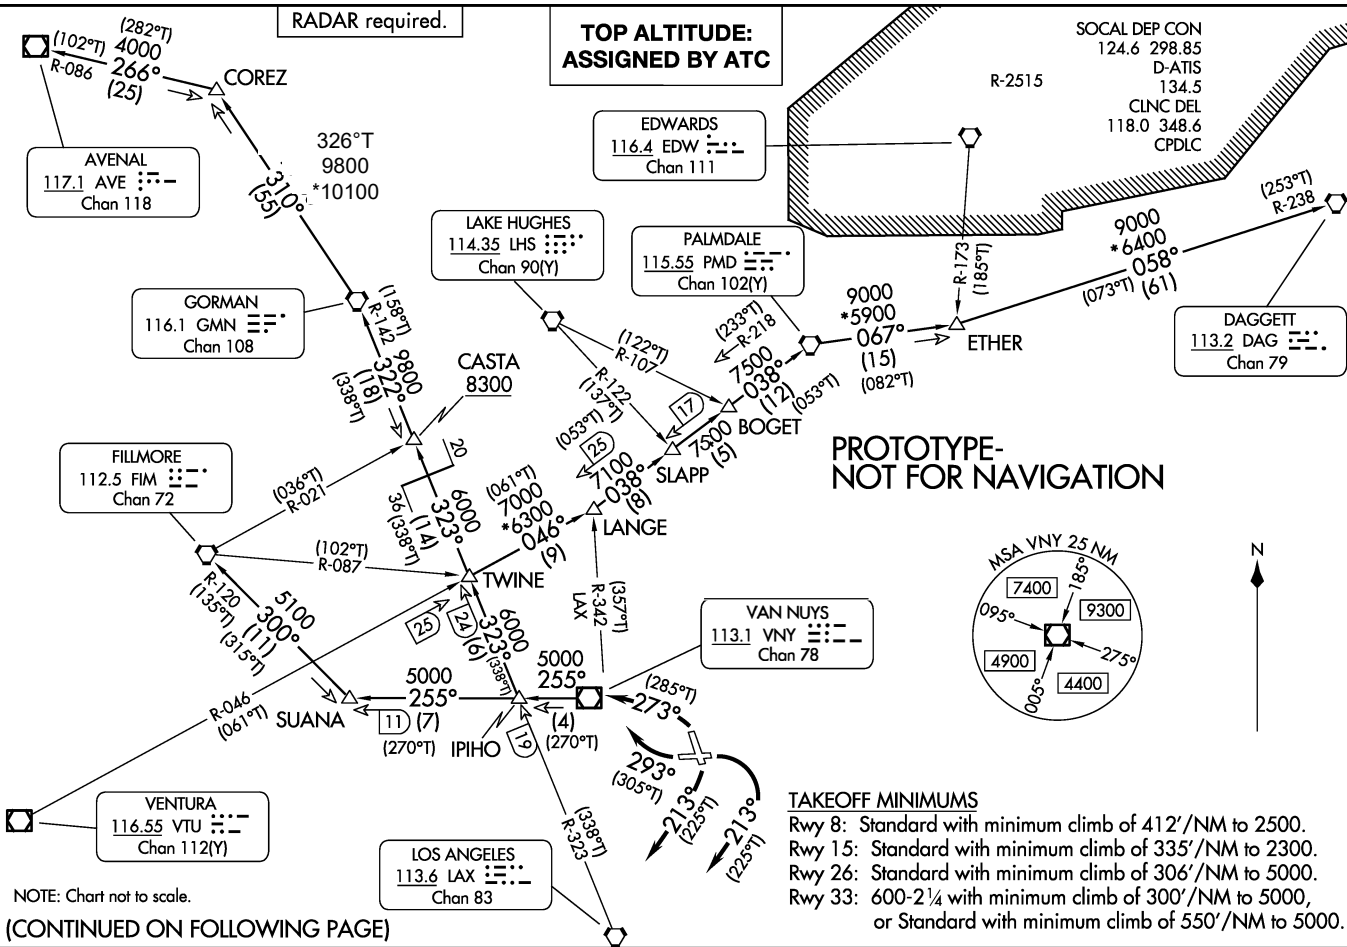 RADAR required.
TOP ALTITUDE:
ASSIGNED BY ATC
SOCAL DEP CON
124.6 298.85
D-ATIS
134.5
CLNC DEL
118.0 348.6
CPDLC
R-2515
(282°T)
4000
(102°T)
266°
R-086
(25)
COREZ
AVENAL
117.1 AVE
Chan 118
326°T
9800
*10100
310°
(55)
EDWARDS
116.4 EDW
Chan 111
LAKE HUGHES
114.35 LHS
Chan 90(Y)
PALMDALE
115.55 PMD
Chan 102(Y)
R-173
(185°T)
(253°T)
R-238
9000
*6400
058°
(073°T)
(61)
GORMAN
116.1 GMN
Chan 108
(158°T)
R-142
9800
322°
(18)
(338°T)
CASTA
8300
(122°T)
R-107
R-122
(137°T)
(233°T)
R-218
7500
038°
(12)
(053°T)
9000
*5900
067°
(15)
(082°T)
ETHER
DAGGETT
113.2 DAG
Chan 79
17
BOGET
7500
(5)
SLAPP
(053°T)
25
7100
038°
(8)
LANGE
PROTOTYPE-
NOT FOR NAVIGATION
FILLMORE
112.5 FIM
Chan 72
(036°T)
R-021
(102°T)
R-087
20
36
6000
323°
(14)
(338°T)
(061°T)
7000
*6300
046°
(9)
TWINE
R-120
(135°T)
5100
300°
(11)
(315°T)
25
24
6000
323°
(6)
(338°T)
(357°T)
R-342
LAX
VAN NUYS
113.1 VNY
Chan 78
MSA VNY 25 NM
7400
185°
095°
9300
4900
275°
005°
4400
N
R-046
(061°T)
SUANA
5000
255°
11
(7)
(270°T)
IPIHO
19
5000
255°
(4)
(270°T)
(285°T)
273°
293°
(305°T)
213°
(225°T)
213°
(225°T)
VENTURA
116.55 VTU
Chan 112(Y)
(338°T)
R-323
LOS ANGELES
113.6 LAX
Chan 83
TAKEOFF MINIMUMS
Rwy 8: Standard with minimum climb of 412'/NM to 2500.
Rwy 15: Standard with minimum climb of 335'/NM to 2300.
Rwy 26: Standard with minimum climb of 306'/NM to 5000.
Rwy 33: 600-2¼ with minimum climb of 300'/NM to 5000,
or Standard with minimum climb of 550'/NM to 5000.
NOTE: Chart not to scale.
(CONTINUED ON FOLLOWING PAGE)